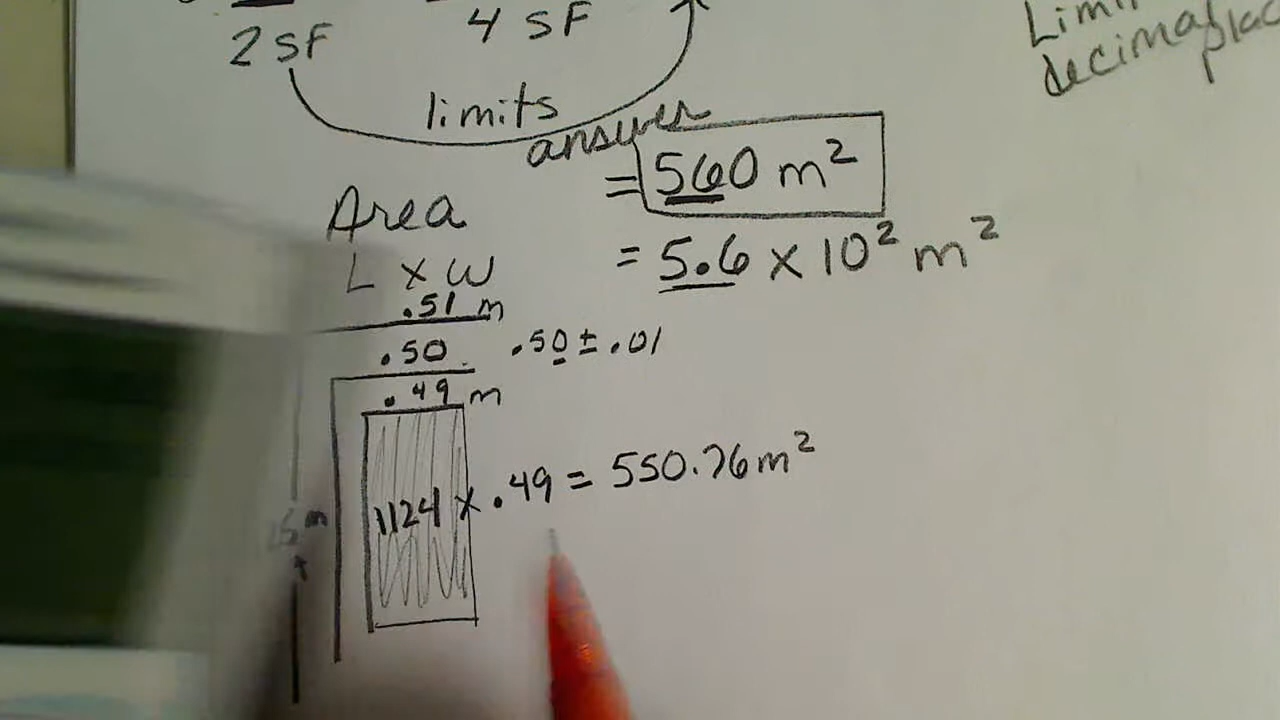 2 SF
4 SF
decimal
limits
answer
= 560 m²
= 5.6 x 10² m²
Area
L x W
.51 m
.50
.50 ± .01
.49 m
1124 x .49 = 550.76 m²
m